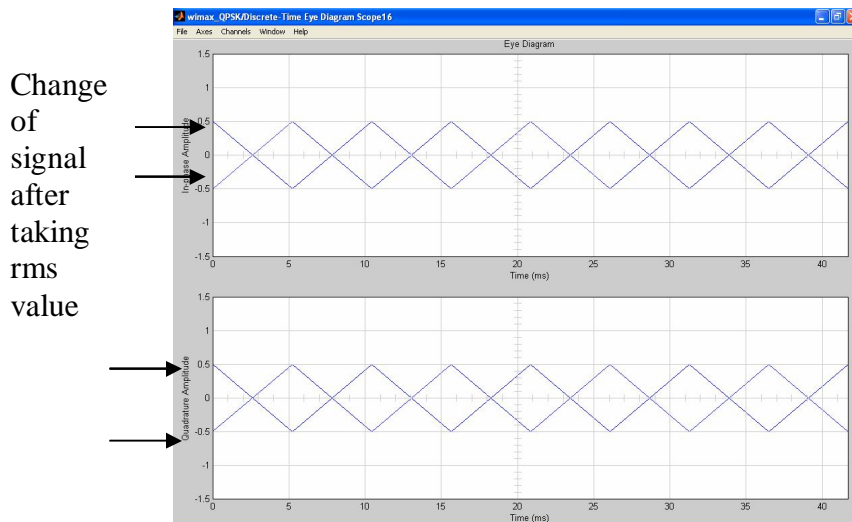 wimax_QPSK/Discrete-Time Eye Diagram Scope16
File Axes Channels Window Help
Change
of
signal
after
taking
rms
value
Eye Diagram
In-phase Amplitude
1.5
1
0.5
0
-0.5
-1
-1.5
0 5 10 15 20 25 30 35 40
Time (ms)
Quadrature Amplitude
1.5
1
0.5
0
-0.5
-1
-1.5
0 5 10 15 20 25 30 35 40
Time (ms)